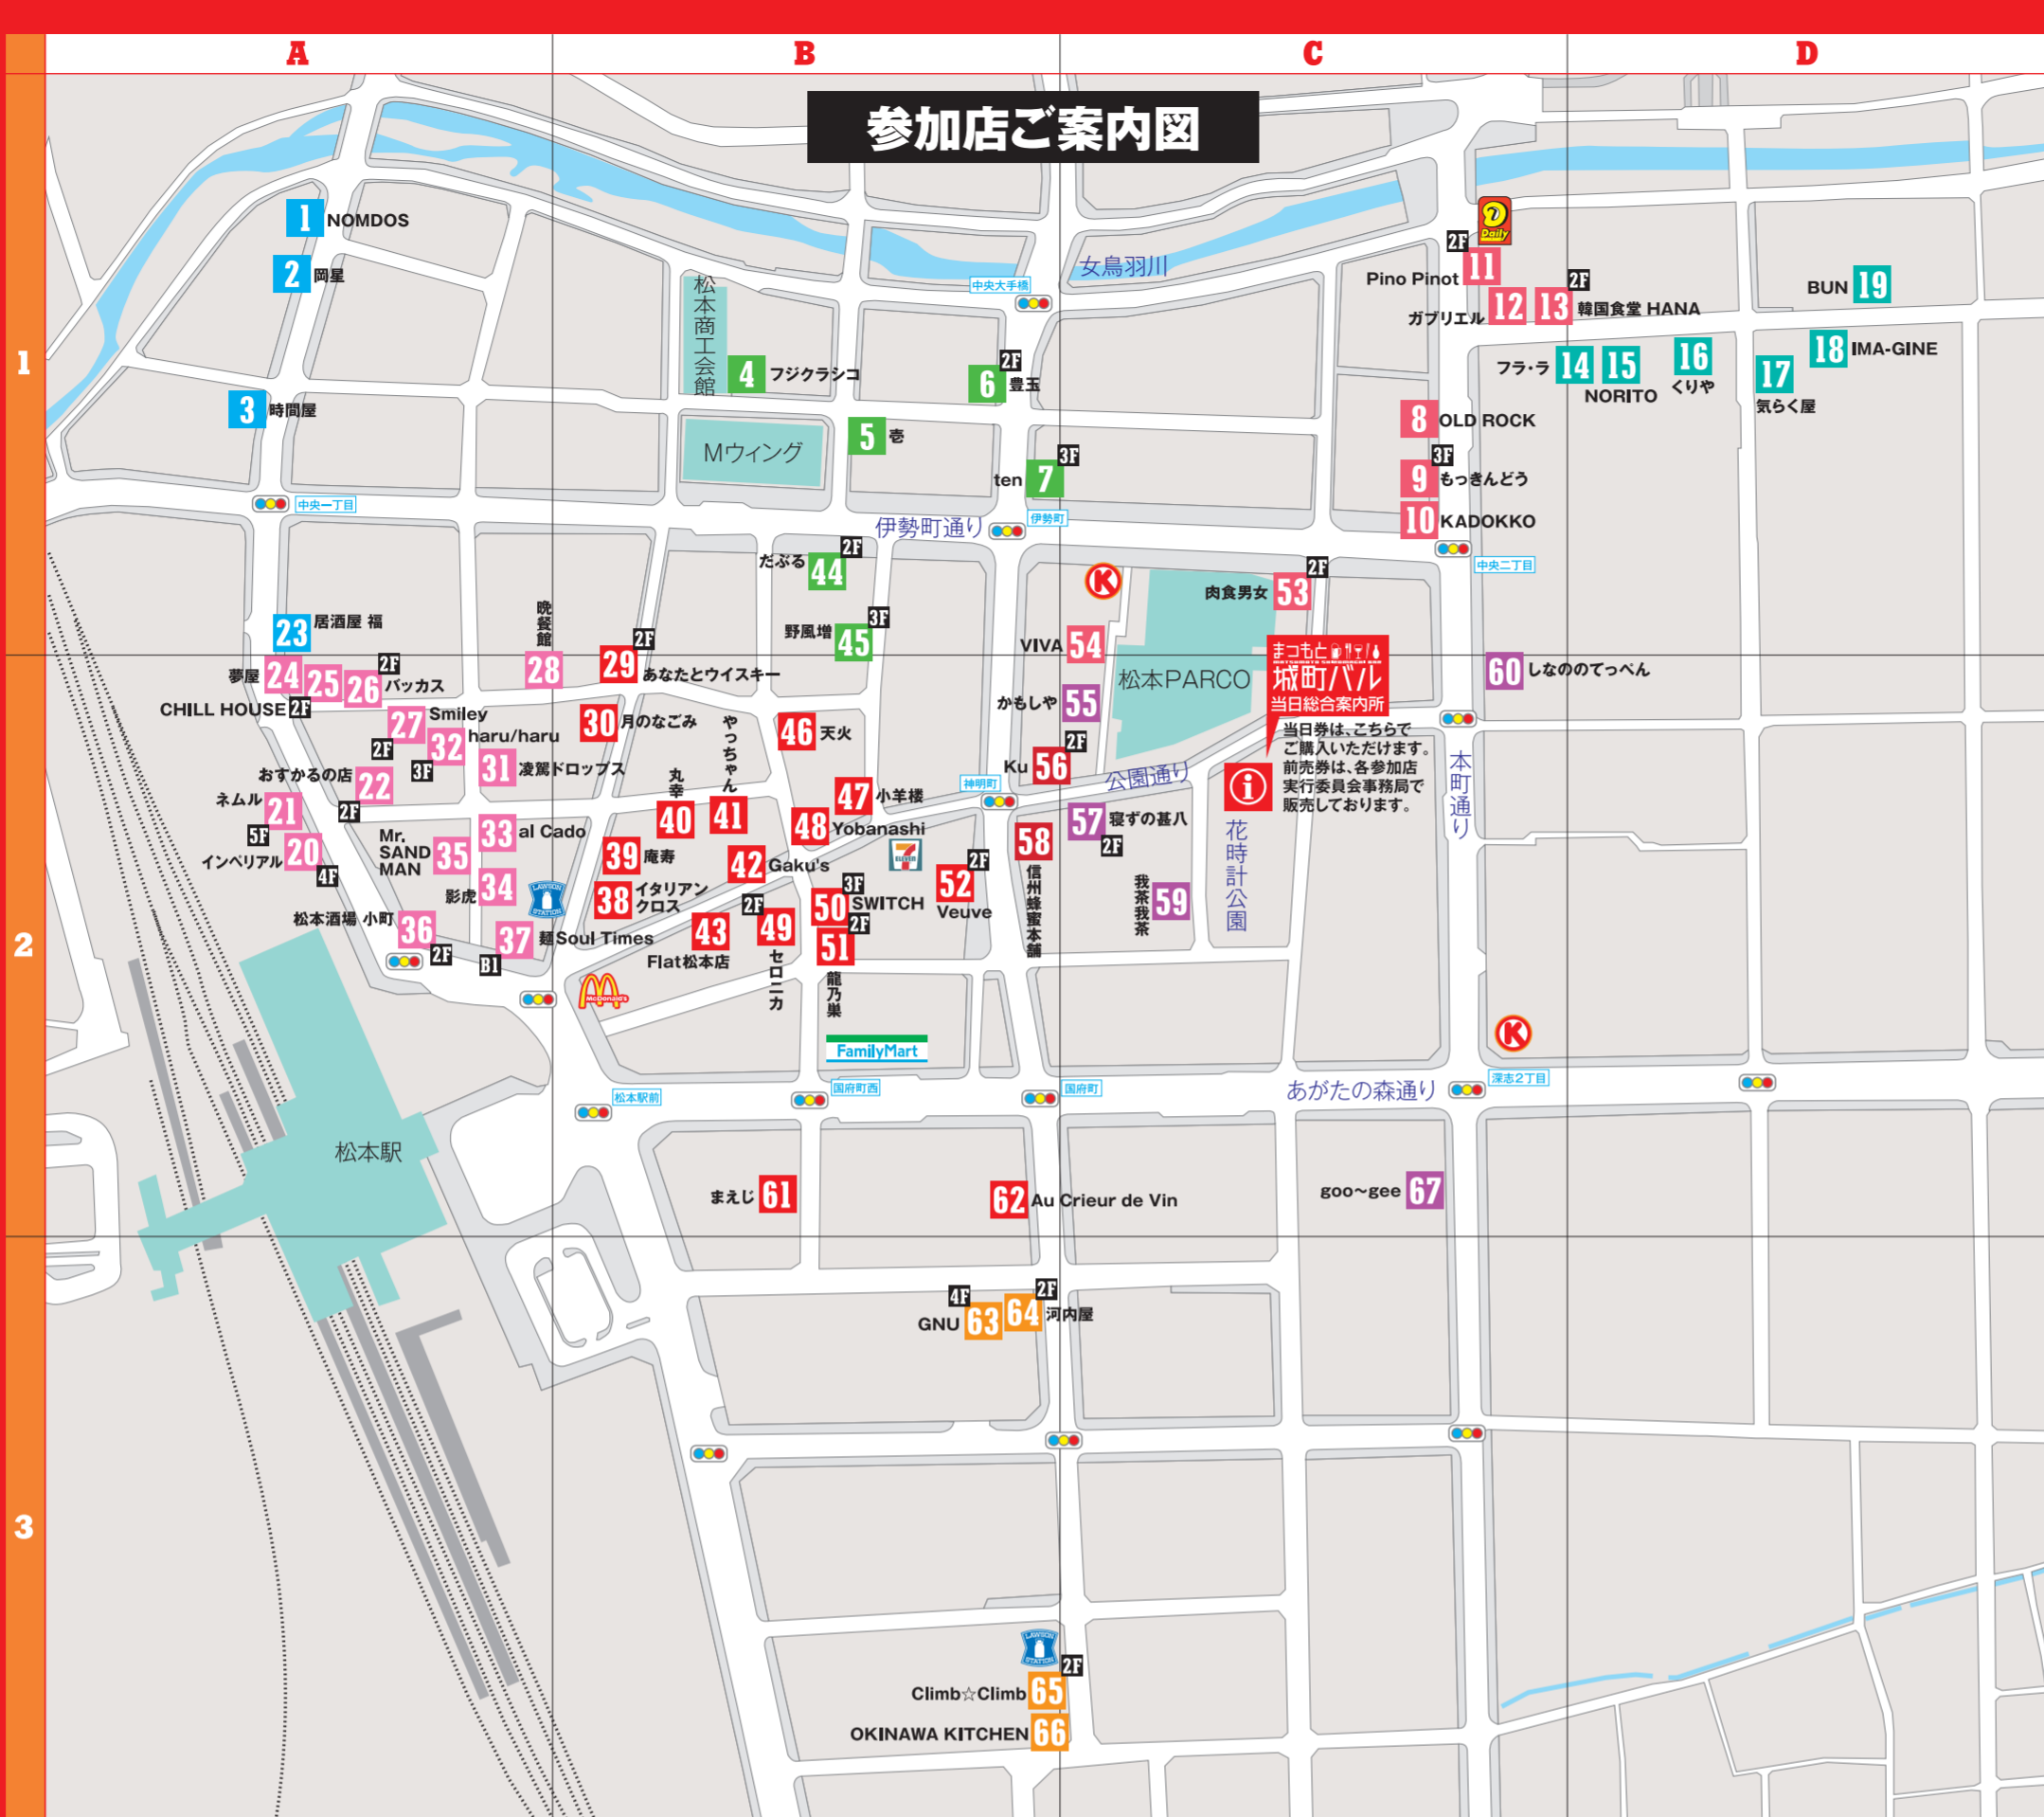 A
B
C
D
1
2
3
参加店ご案内図
1 NOMDOS
2 岡星
3 時間屋
松本商工会館
4 フジクラシコ
Mウィング
5 壱
2F
6 豊玉
3F
ten 7
中央大手橋
女鳥羽川
Daily
2F
Pino Pinot 11
ガブリエル 12
2F
13 韓国食堂 HANA
フラ・ラ 14
15
NORITO
16
くりや
17
気らく屋
18 IMA-GINE
BUN 19
8 OLD ROCK
3F
9 もっきんどう
10 KADOKKO
中央一丁目
伊勢町通り
伊勢町
中央二丁目
23 居酒屋 福
夢屋 24
25
CHILL HOUSE 2F
2F
26 バッカス
27 Smiley
2F
32 haru/haru
3F
31 凌駕ドロップス
晩餐館
28
おすかるの店 22
2F
ネムル 21
5F
インペリアル 20
4F
Mr.
SAND
MAN 35
33 al Cado
影虎 34
LAWSON
STATION
松本酒場 小町 36
2F
37 麺Soul Times
B1
2F
29 あなたとウイスキー
30 月のなごみ
だぶる 44
2F
野風増 45
3F
46 天火
やっちゃん
41
丸幸
40
47 小羊楼
48 Yobanashi
39 庵寿
42 Gaku's
38 イタリアン
クロス
43
Flat松本店
2F
49
セロニカ
3F
50 SWITCH
2F
51
龍乃巣
7
ELEVEN
2F
52
Veuve
McDonald's
FamilyMart
K
肉食男女 53
2F
VIVA 54
松本PARCO
かもしや 55
2F
Ku 56
神明町
公園通り
57 寝ずの甚八
2F
58
信州蜂蜜本舗
我茶我茶
59
花時計公園
まつもと
城町バル
当日総合案内所
当日券は、こちらで
ご購入いただけます。
前売券は、各参加店
実行委員会事務局で
販売しております。
i
60 しなののてっぺん
本町通り
K
松本駅
松本駅前
国府町西
国府町
あがたの森通り
深志2丁目
まえじ 61
62 Au Crieur de Vin
goo~gee 67
4F
GNU 63
2F
64 河内屋
LAWSON
STATION
2F
Climb☆Climb 65
OKINAWA KITCHEN 66